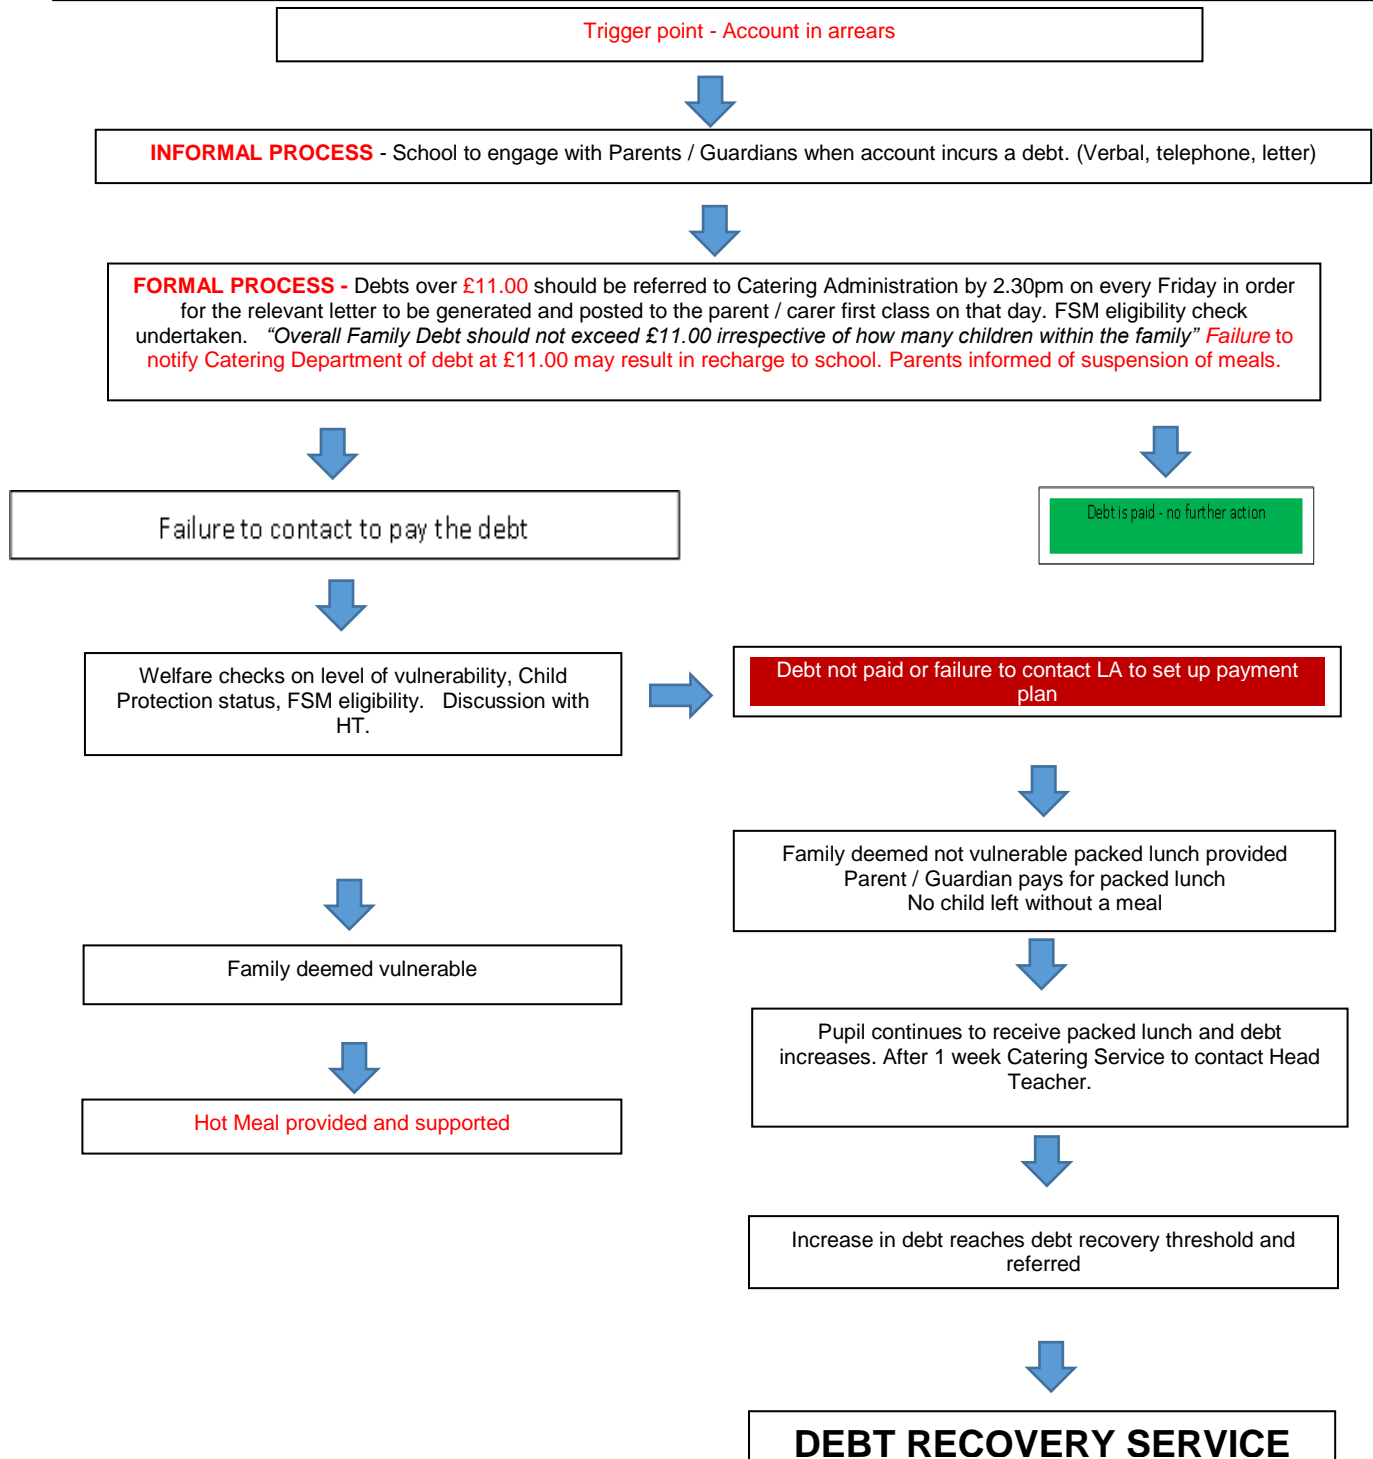 Trigger point - Account in arrears
INFORMAL PROCESS - School to engage with Parents / Guardians when account incurs a debt. (Verbal, telephone, letter)
FORMAL PROCESS - Debts over £11.00 should be referred to Catering Administration by 2.30pm on every Friday in order
for the relevant letter to be generated and posted to the parent / carer first class on that day. FSM eligibility check
undertaken. “Overall Family Debt should not exceed £11.00 irrespective of how many children within the family” Failure to
notify Catering Department of debt at £11.00 may result in recharge to school. Parents informed of suspension of meals.
Failure to contact to pay the debt
Debt is paid - no further action
Welfare checks on level of vulnerability, Child
Protection status, FSM eligibility. Discussion with
HT.
Debt not paid or failure to contact LA to set up payment
plan
Family deemed not vulnerable packed lunch provided
Parent / Guardian pays for packed lunch
No child left without a meal
Family deemed vulnerable
Pupil continues to receive packed lunch and debt
increases. After 1 week Catering Service to contact Head
Teacher.
Hot Meal provided and supported
Increase in debt reaches debt recovery threshold and
referred
DEBT RECOVERY SERVICE